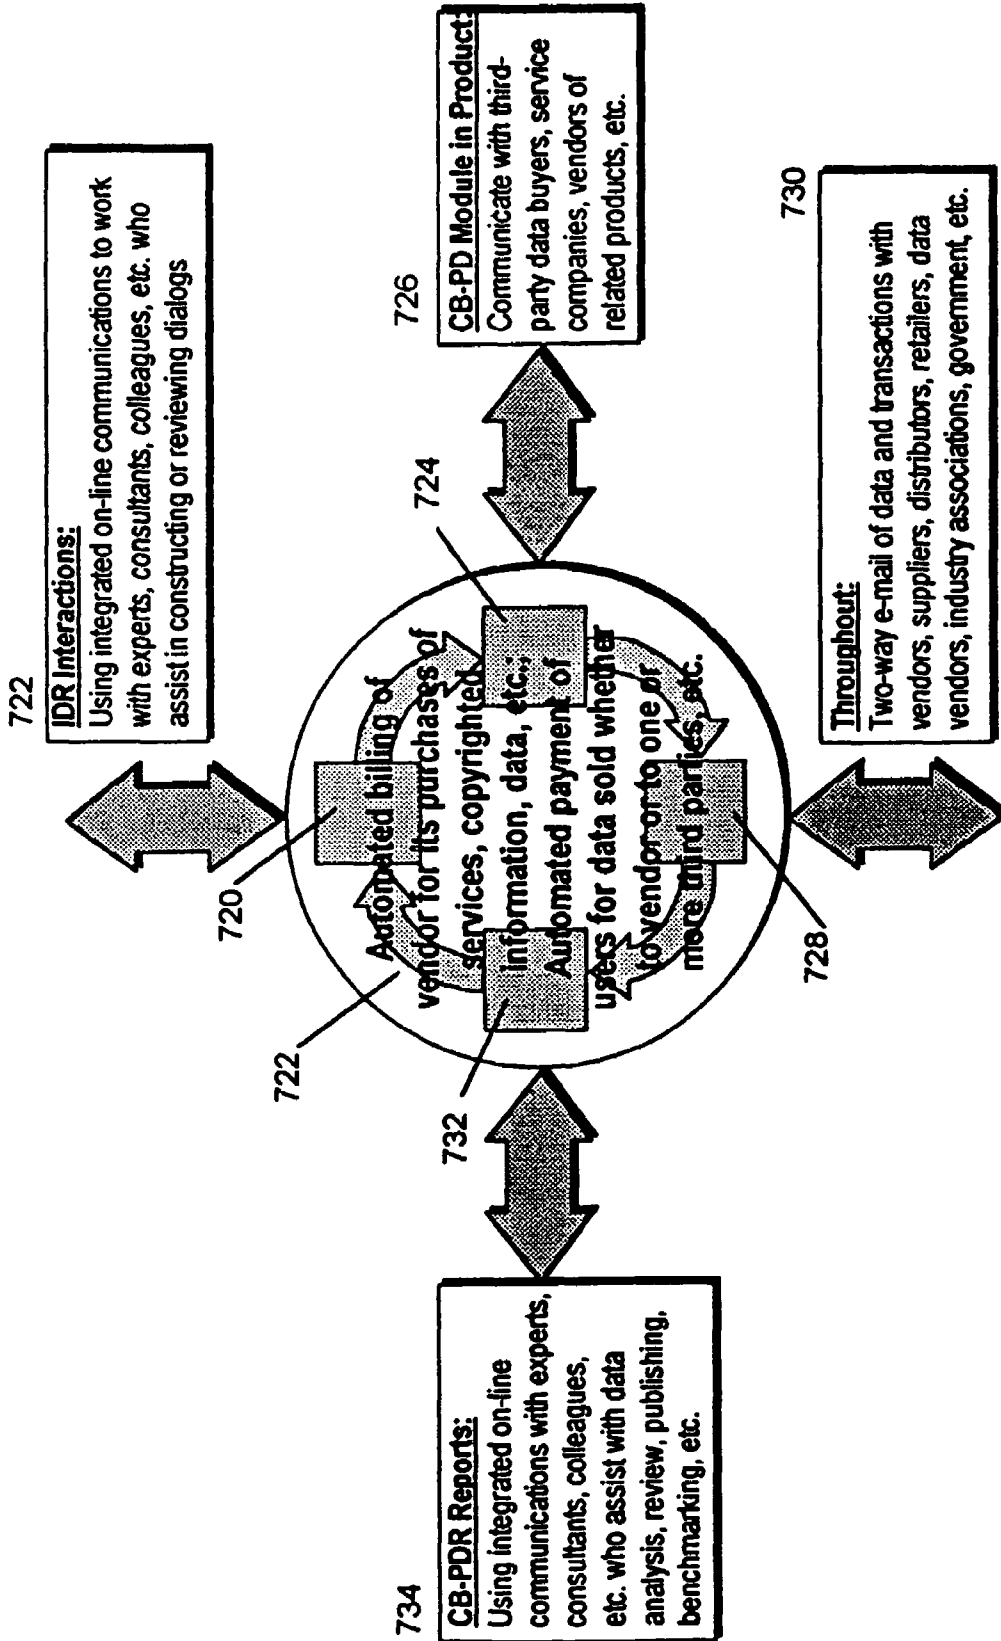 722
IDR Interactions:
Using integrated on-line communications to work
with experts, consultants, colleagues, etc. who
assist in constructing or reviewing dialogs
726
CB-PD Module in Product:
Communicate with third-
party data buyers, service
companies, vendors of
related products, etc.
720
724
722
732
728
Automated billing of
vendor for its purchases of
services, copyrighted
information, data, etc.;
Automated payment of
users for data sold whether
to vendor or to one or
more third parties, etc.
734
CB-PDR Reports:
Using integrated on-line
communications with experts,
consultants, colleagues,
etc. who assist with data
analysis, review, publishing,
benchmarking, etc.
730
Throughout:
Two-way e-mail of data and transactions with
vendors, suppliers, distributors, retailers, data
vendors, industry associations, government, etc.